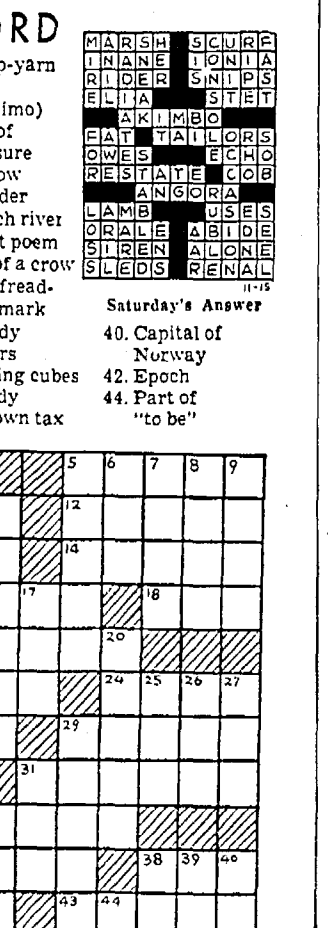 RD
p-yarn
imo)
of
sure
ow
der
ch river
t poem
of a crow
fread-
mark
dy
rs
ing cubes
dy
own tax
MARSH SCURF
INANE IONIA
RIDER SNIPS
ELIA STET
AKIMBO
FAT TAILORS
OWES ECHO
RESTATE COB
ANGORA
LAMB USES
ORALE ABIDE
SIREN ALONE
SLEDS RENAL
11-15
Saturday's Answer
40. Capital of
Norway
42. Epoch
44. Part of
"to be"
5 6 7 8 9
12
14
17 18
20
24 25 26 27
29
31
38 39 40
43 44